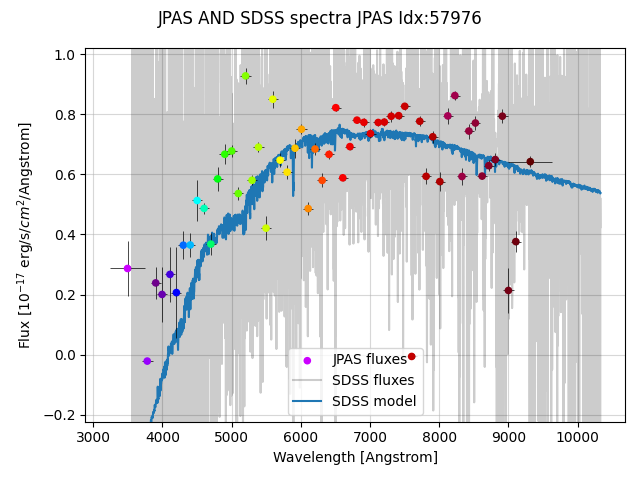 JPAS AND SDSS spectra JPAS Idx:57976
1.0
0.8
0.6
0.4
0.2
0.0
−0.2
Flux [10⁻¹⁷ erg/s/cm²/Angstrom]
JPAS fluxes
SDSS fluxes
SDSS model
3000 4000 5000 6000 7000 8000 9000 10000
Wavelength [Angstrom]